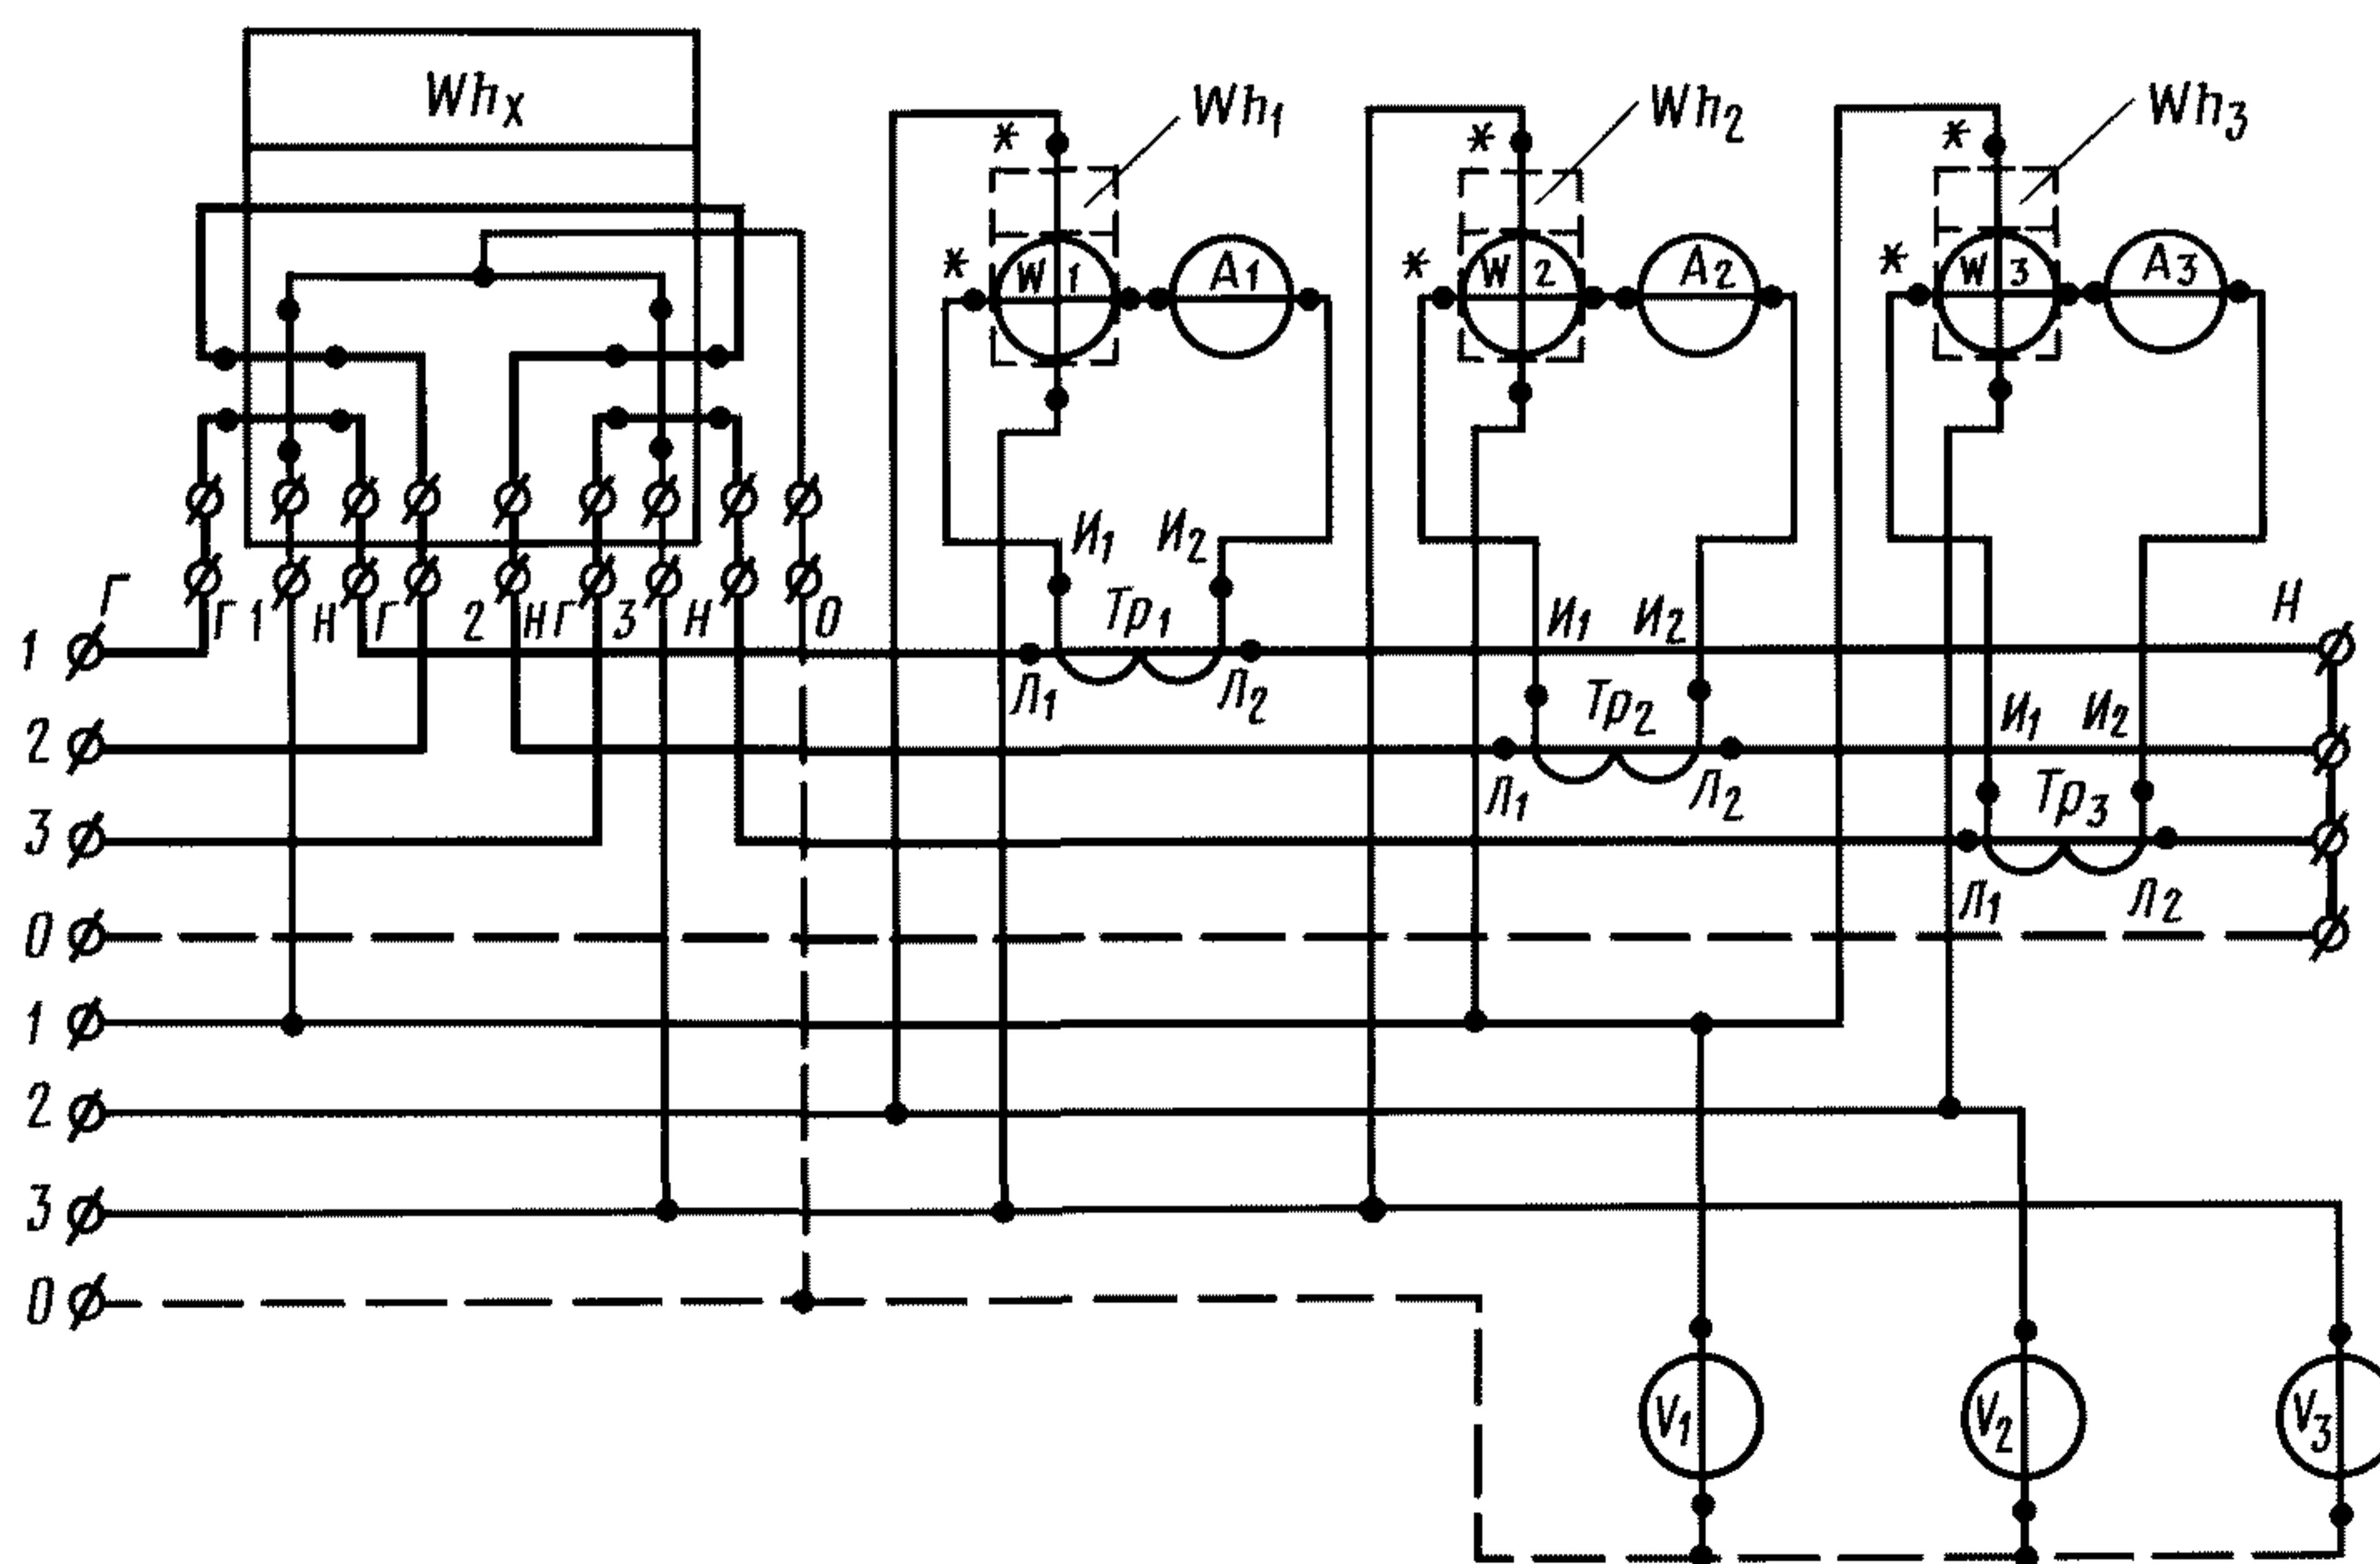 Whx
Wh1
Wh2
Wh3
* * *
* W 1 A1
* W 2 A2
* W 3 A3
И1 И2
Г
Г 1 Н Г 2 Н Г 3 Н 0
Тр1
И1 И2
Н
1
Л1 Л2
Тр2
И1 И2
2
Л1 Л2
Тр3
3
Л1 Л2
0
1
2
3
0
V1 V2 V3